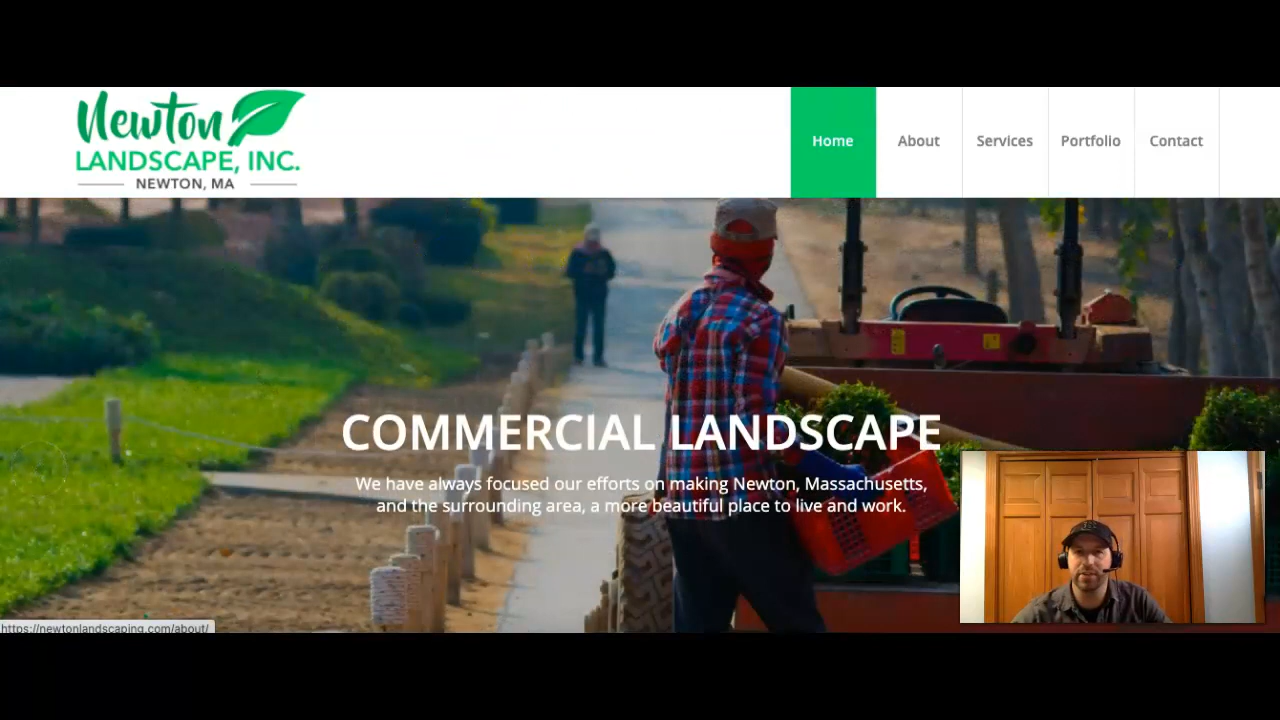 Newton
LANDSCAPE, INC.
NEWTON, MA
Home
About
Services
Portfolio
Contact
COMMERCIAL LANDSCAPE
We have always focused our efforts on making Newton, Massachusetts,
and the surrounding area, a more beautiful place to live and work.
https://newtonlandscaping.com/about/